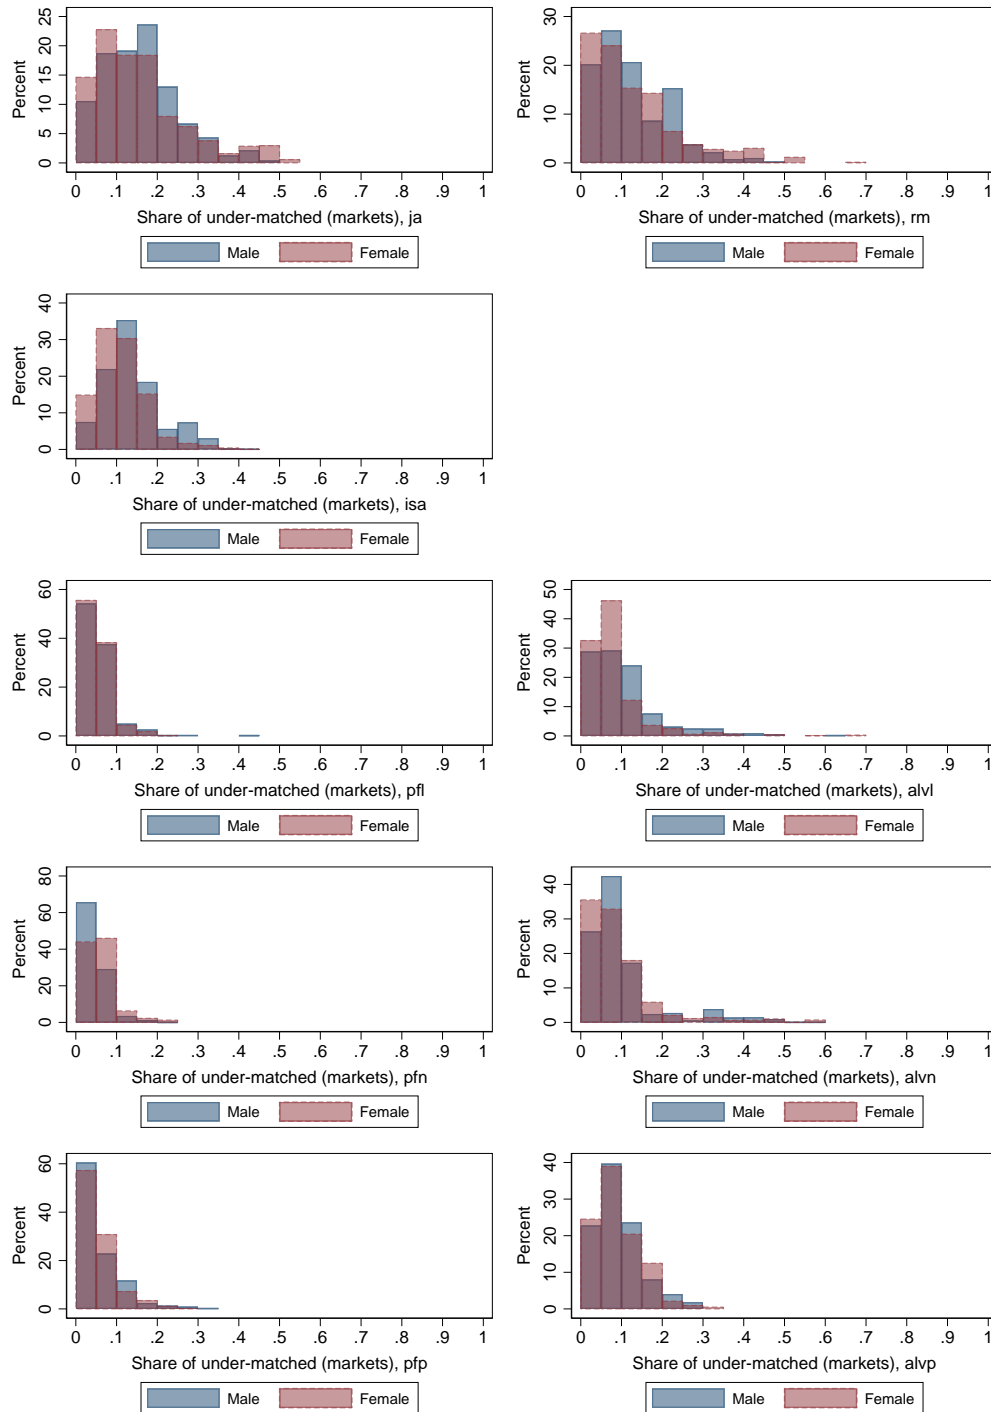 Percent
25
20
15
10
5
0
0 .1 .2 .3 .4 .5 .6 .7 .8 .9 1
Share of under-matched (markets), ja
Male Female
Percent
30
20
10
0
0 .1 .2 .3 .4 .5 .6 .7 .8 .9 1
Share of under-matched (markets), rm
Male Female
Percent
40
30
20
10
0
0 .1 .2 .3 .4 .5 .6 .7 .8 .9 1
Share of under-matched (markets), isa
Male Female
Percent
60
40
20
0
0 .1 .2 .3 .4 .5 .6 .7 .8 .9 1
Share of under-matched (markets), pfl
Male Female
Percent
50
40
30
20
10
0
0 .1 .2 .3 .4 .5 .6 .7 .8 .9 1
Share of under-matched (markets), alvl
Male Female
Percent
80
60
40
20
0
0 .1 .2 .3 .4 .5 .6 .7 .8 .9 1
Share of under-matched (markets), pfn
Male Female
Percent
40
30
20
10
0
0 .1 .2 .3 .4 .5 .6 .7 .8 .9 1
Share of under-matched (markets), alvn
Male Female
Percent
60
40
20
0
0 .1 .2 .3 .4 .5 .6 .7 .8 .9 1
Share of under-matched (markets), pfp
Male Female
Percent
40
30
20
10
0
0 .1 .2 .3 .4 .5 .6 .7 .8 .9 1
Share of under-matched (markets), alvp
Male Female